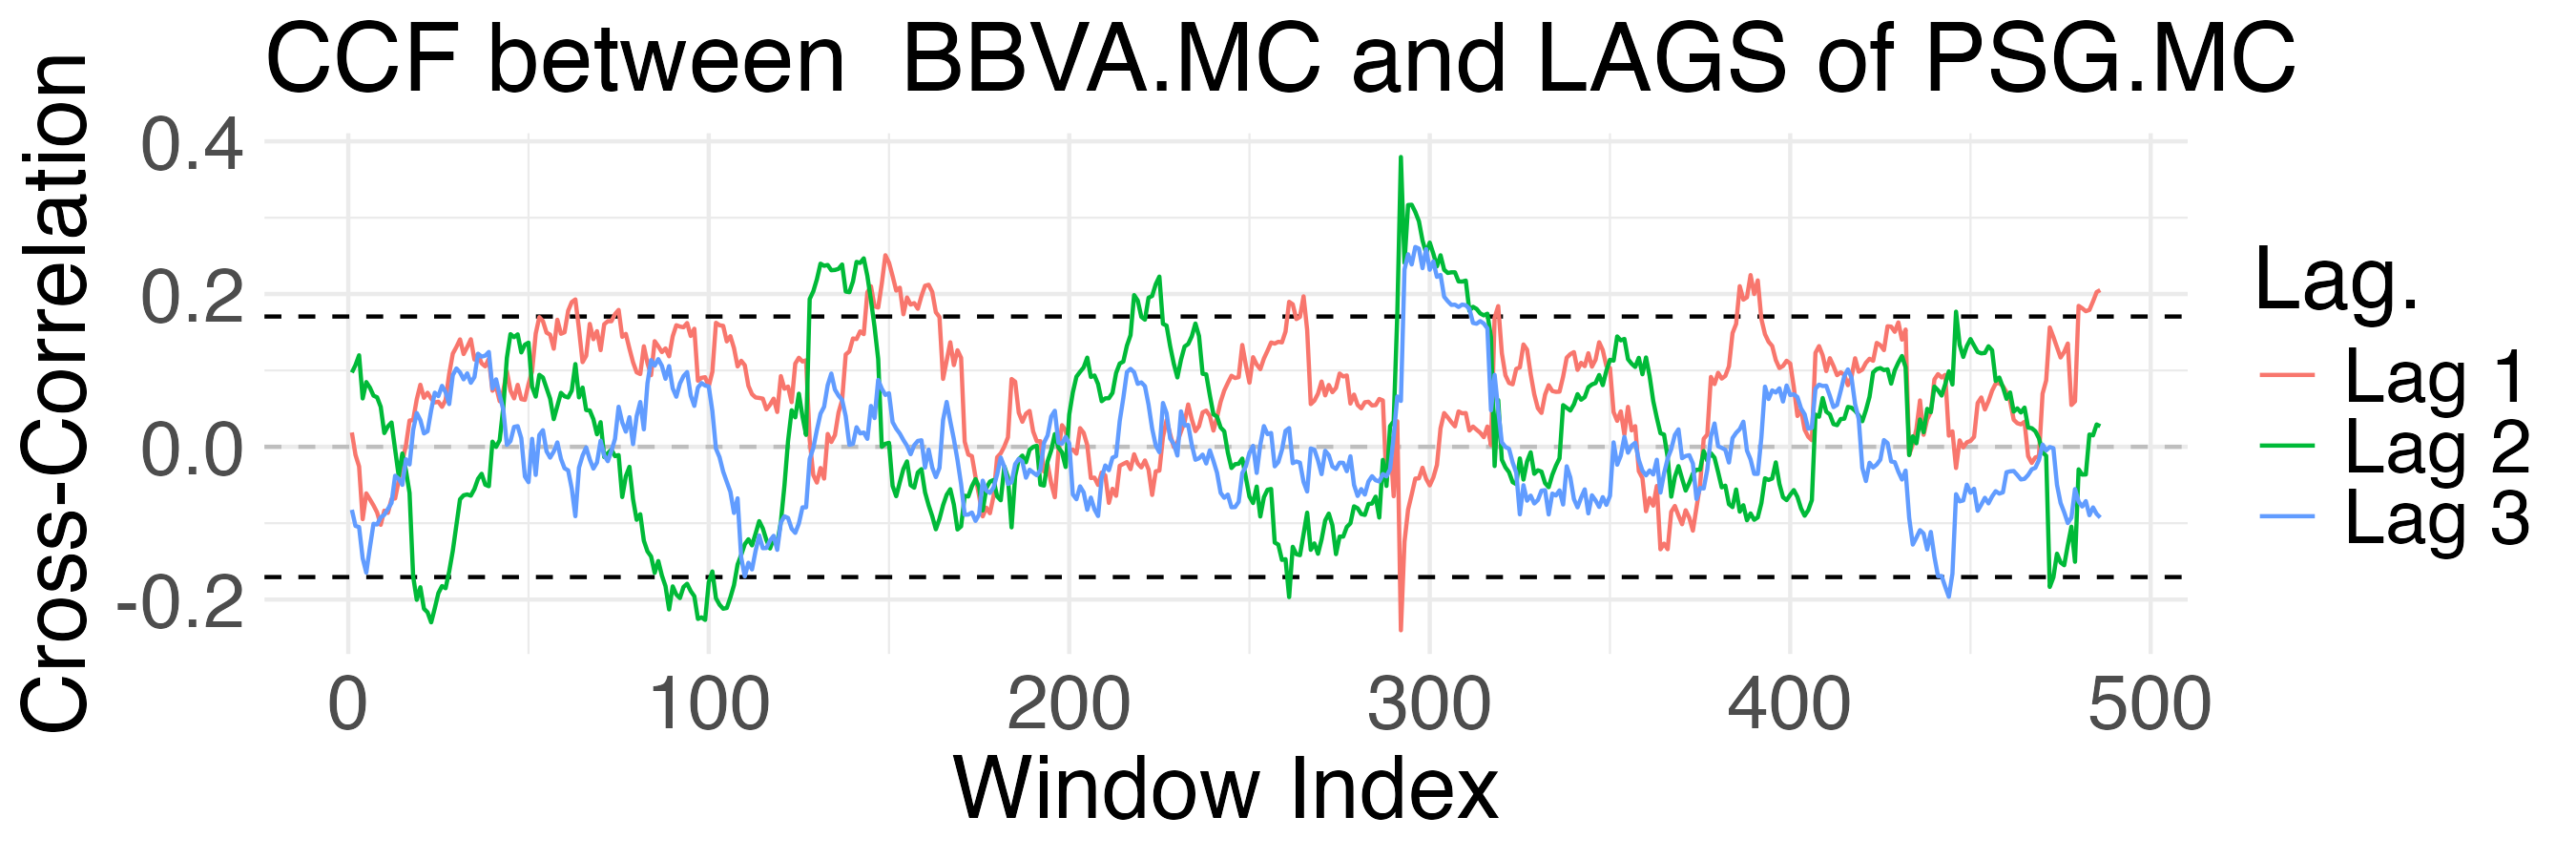 CCF between  BBVA.MC and LAGS of PSG.MC
Cross-Correlation
0.4
0.2
0.0
-0.2
0
100
200
300
400
500
Window Index
Lag.
Lag 1
Lag 2
Lag 3